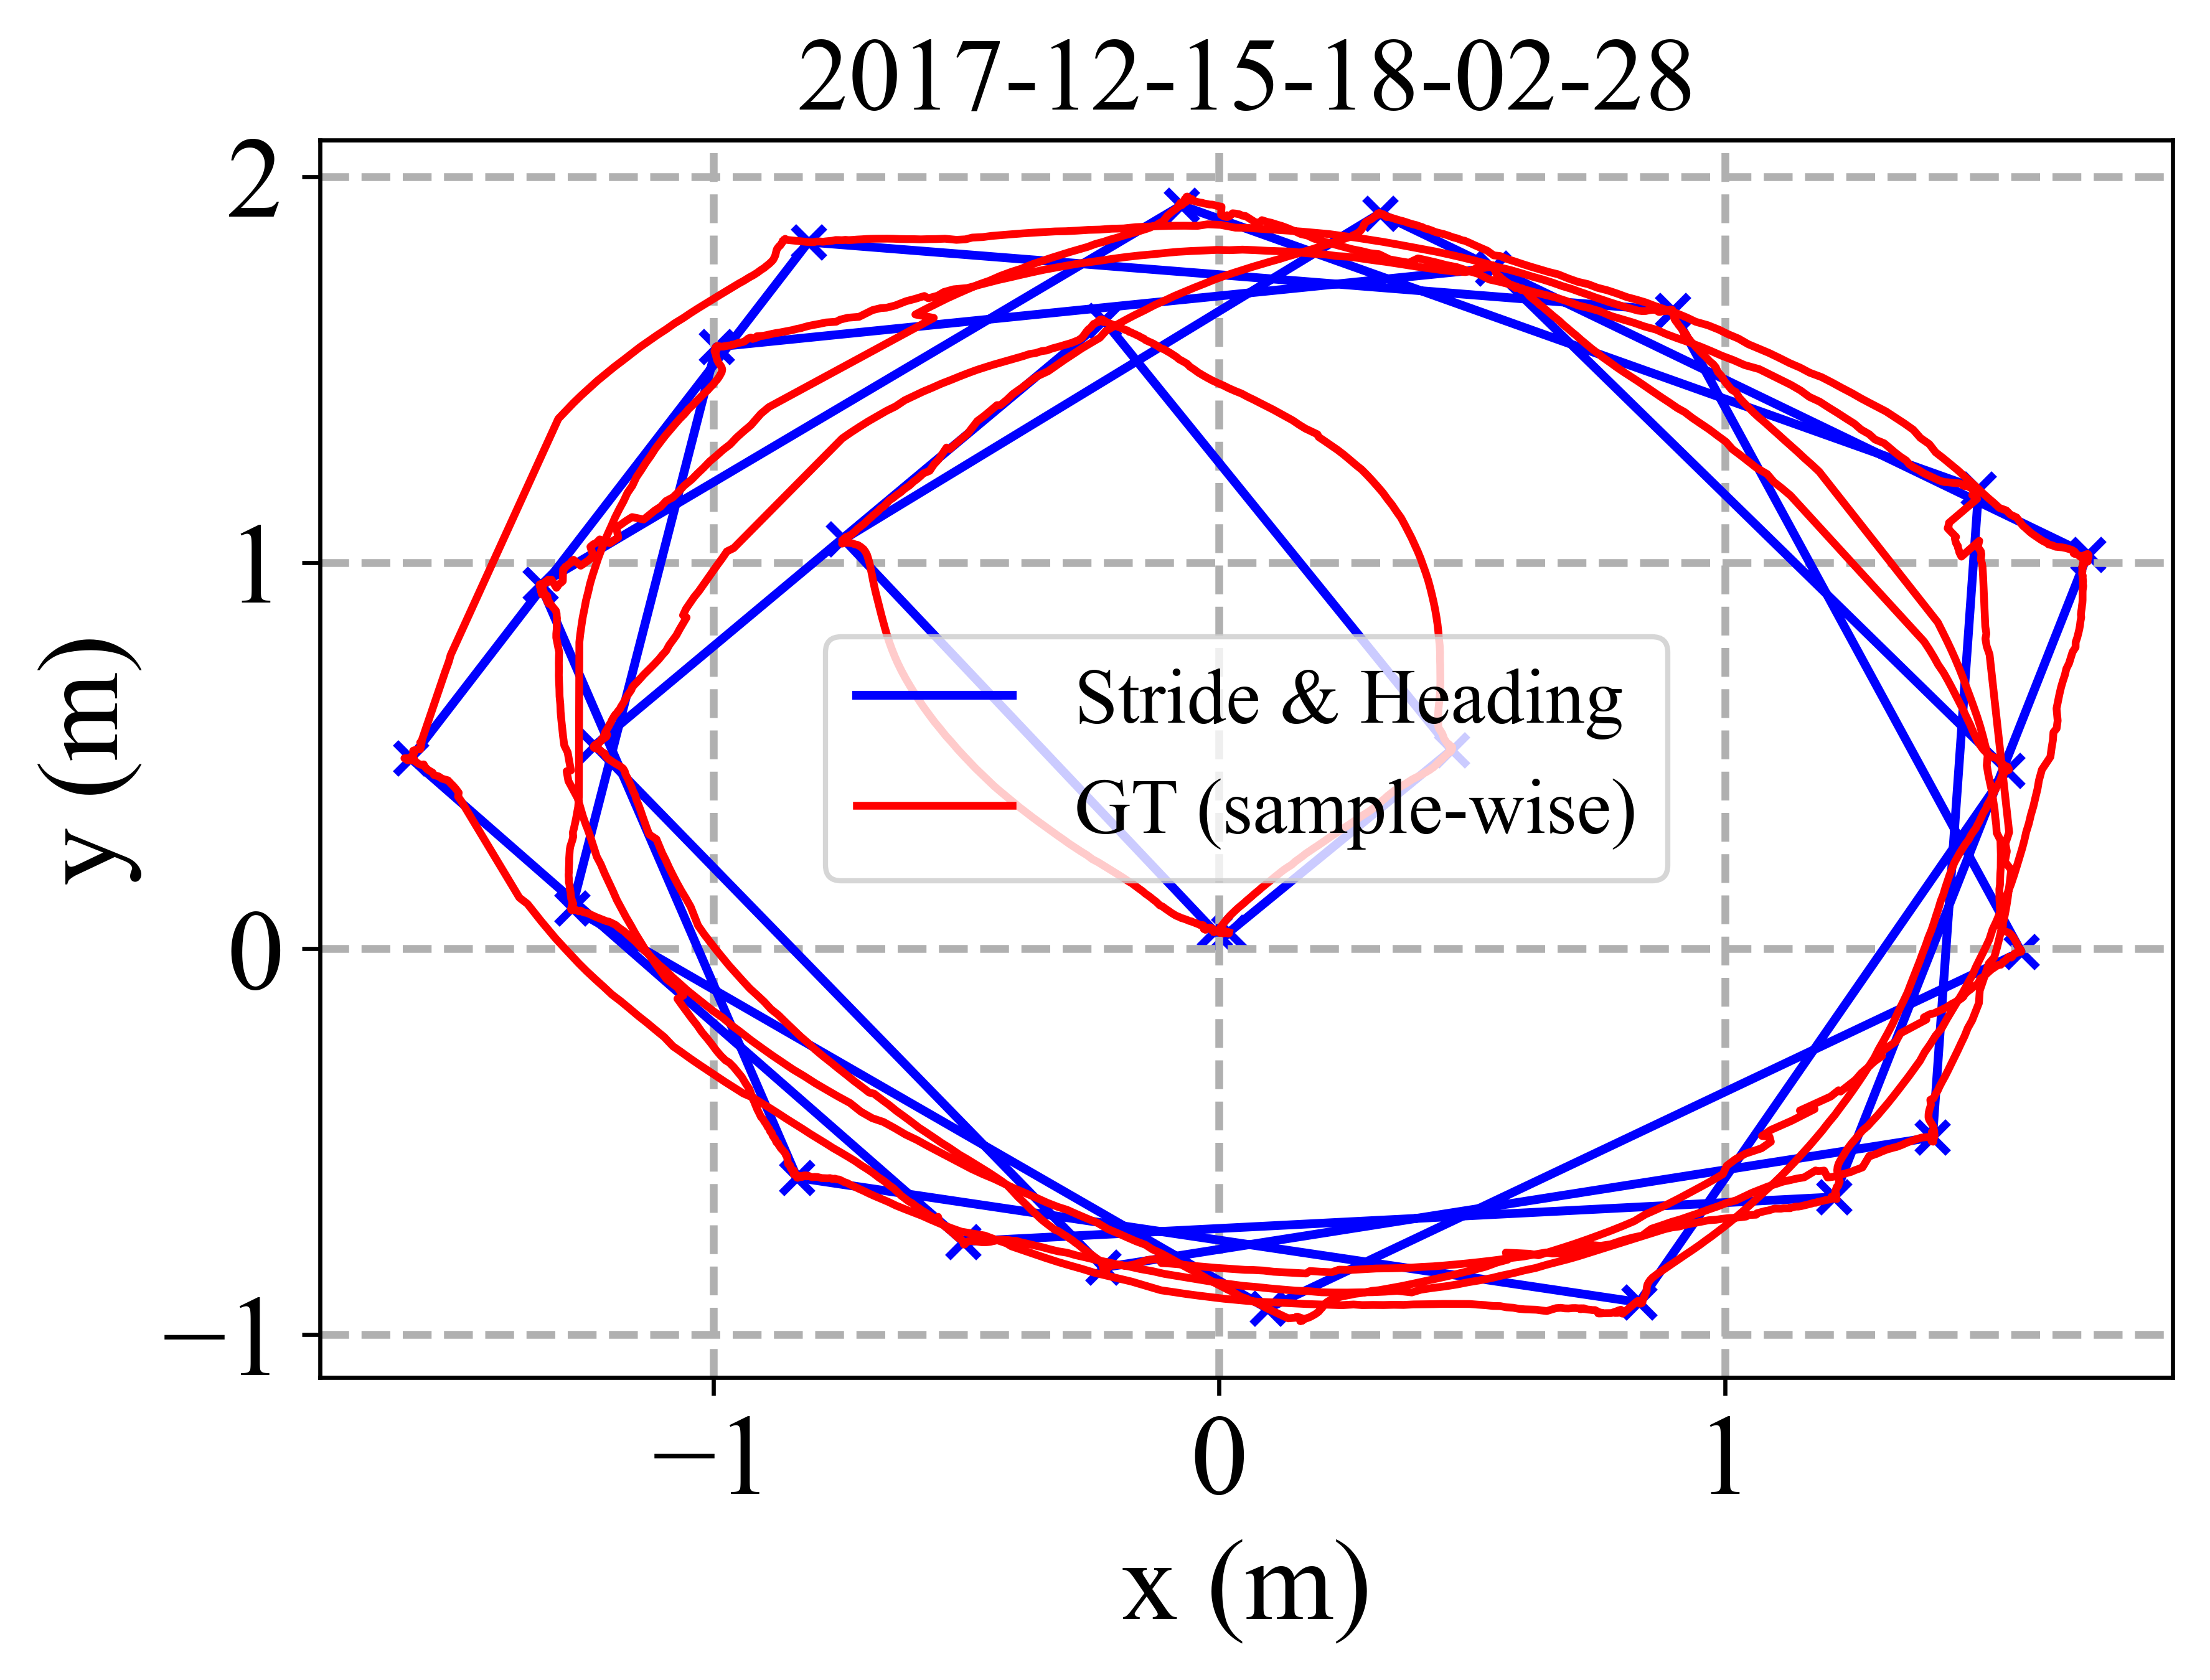 2017-12-15-18-02-28
2
1
0
−1
y (m)
Stride & Heading
GT (sample-wise)
−1
0
1
x (m)